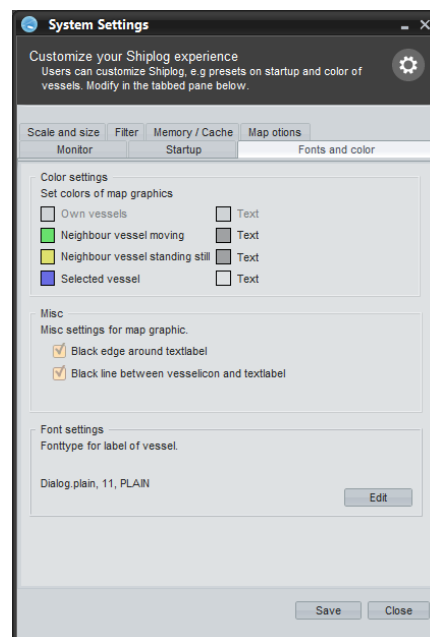 System Settings
Customize your Shiplog experience
Users can customize Shiplog, e.g presets on startup and color of
vessels. Modify in the tabbed pane below.
Scale and size Filter Memory / Cache Map otions
Monitor Startup Fonts and color
Color settings
Set colors of map graphics
Own vessels Text
Neighbour vessel moving Text
Neighbour vessel standing still Text
Selected vessel Text
Misc
Misc settings for map graphic.
Black edge around textlabel
Black line between vesselicon and textlabel
Font settings
Fonttype for label of vessel.
Dialog.plain, 11, PLAIN
Edit
Save Close